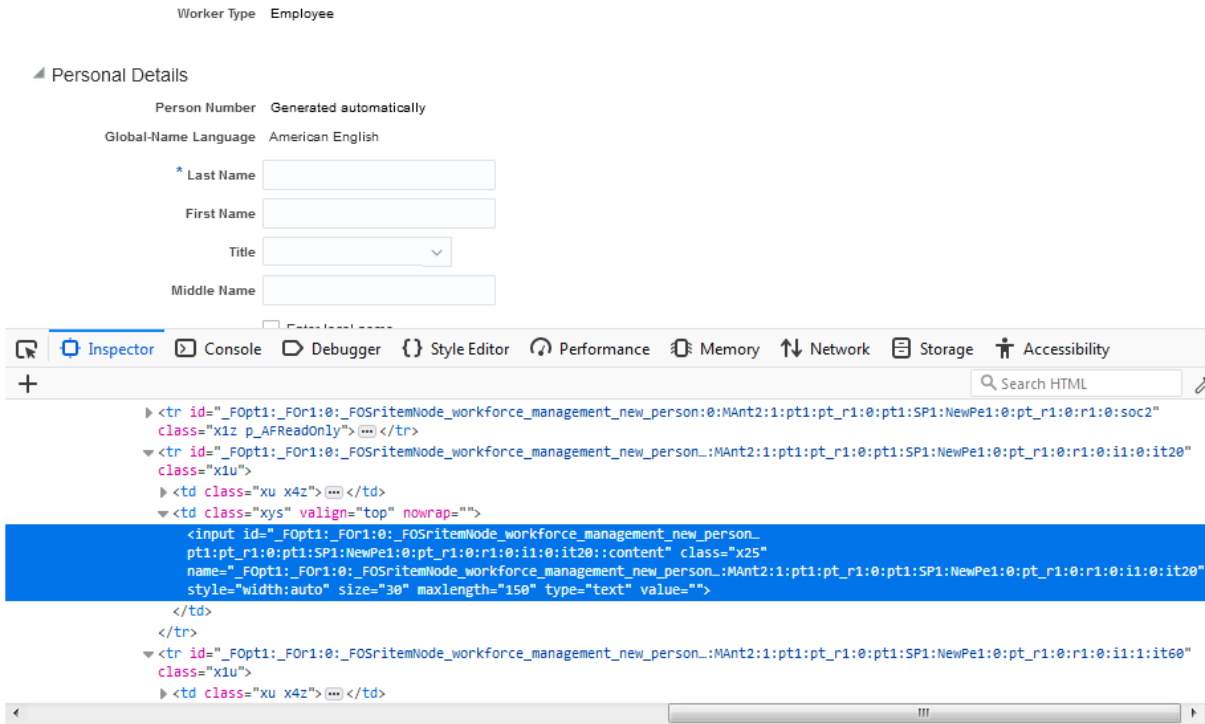 Worker Type Employee
Personal Details
Person Number Generated automatically
Global-Name Language American English
* Last Name
First Name
Title
Middle Name
Enter local name
Inspector Console Debugger {} Style Editor Performance Memory Network Storage Accessibility
+ Search HTML
<tr id="_FOpt1:_FOr1:0:_FOSritemNode_workforce_management_new_person:0:MAnt2:1:pt1:pt_r1:0:pt1:SP1:NewPe1:0:pt_r1:0:r1:0:soc2"
class="x1z p_AFReadOnly">…</tr>
<tr id="_FOpt1:_FOr1:0:_FOSritemNode_workforce_management_new_person…:MAnt2:1:pt1:pt_r1:0:pt1:SP1:NewPe1:0:pt_r1:0:r1:0:i1:0:it20"
class="x1u">
<td class="xu x4z">…</td>
<td class="xys" valign="top" nowrap="">
<input id="_FOpt1:_FOr1:0:_FOSritemNode_workforce_management_new_person…
pt1:pt_r1:0:pt1:SP1:NewPe1:0:pt_r1:0:r1:0:i1:0:it20::content" class="x25"
name="_FOpt1:_FOr1:0:_FOSritemNode_workforce_management_new_person…:MAnt2:1:pt1:pt_r1:0:pt1:SP1:NewPe1:0:pt_r1:0:r1:0:i1:0:it20"
style="width:auto" size="30" maxlength="150" type="text" value="">
</td>
</tr>
<tr id="_FOpt1:_FOr1:0:_FOSritemNode_workforce_management_new_person…:MAnt2:1:pt1:pt_r1:0:pt1:SP1:NewPe1:0:pt_r1:0:r1:0:i1:1:it60"
class="x1u">
<td class="xu x4z">…</td>